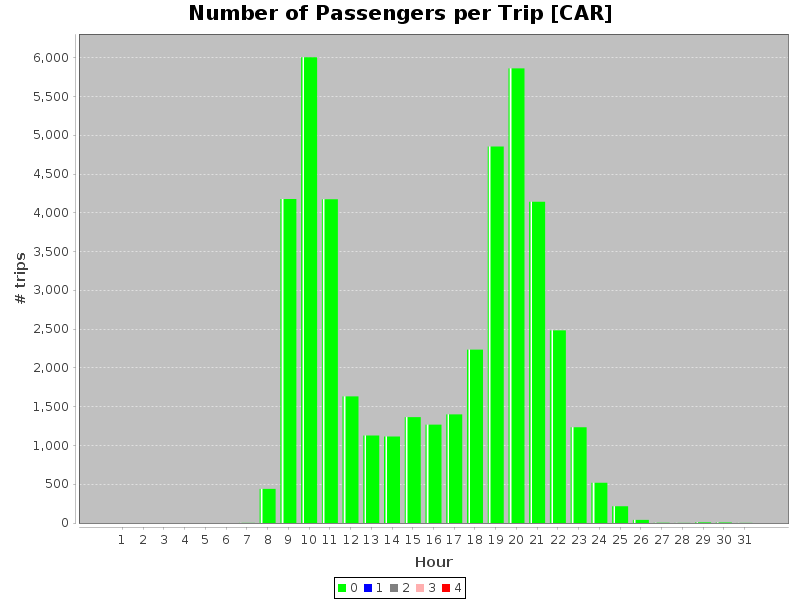 Number of Passengers per Trip [CAR]
6,000
5,500
5,000
4,500
4,000
3,500
3,000
2,500
2,000
1,500
1,000
500
0
# trips
1 2 3 4 5 6 7 8 9 10 11 12 13 14 15 16 17 18 19 20 21 22 23 24 25 26 27 28 29 30 31
Hour
0 1 2 3 4